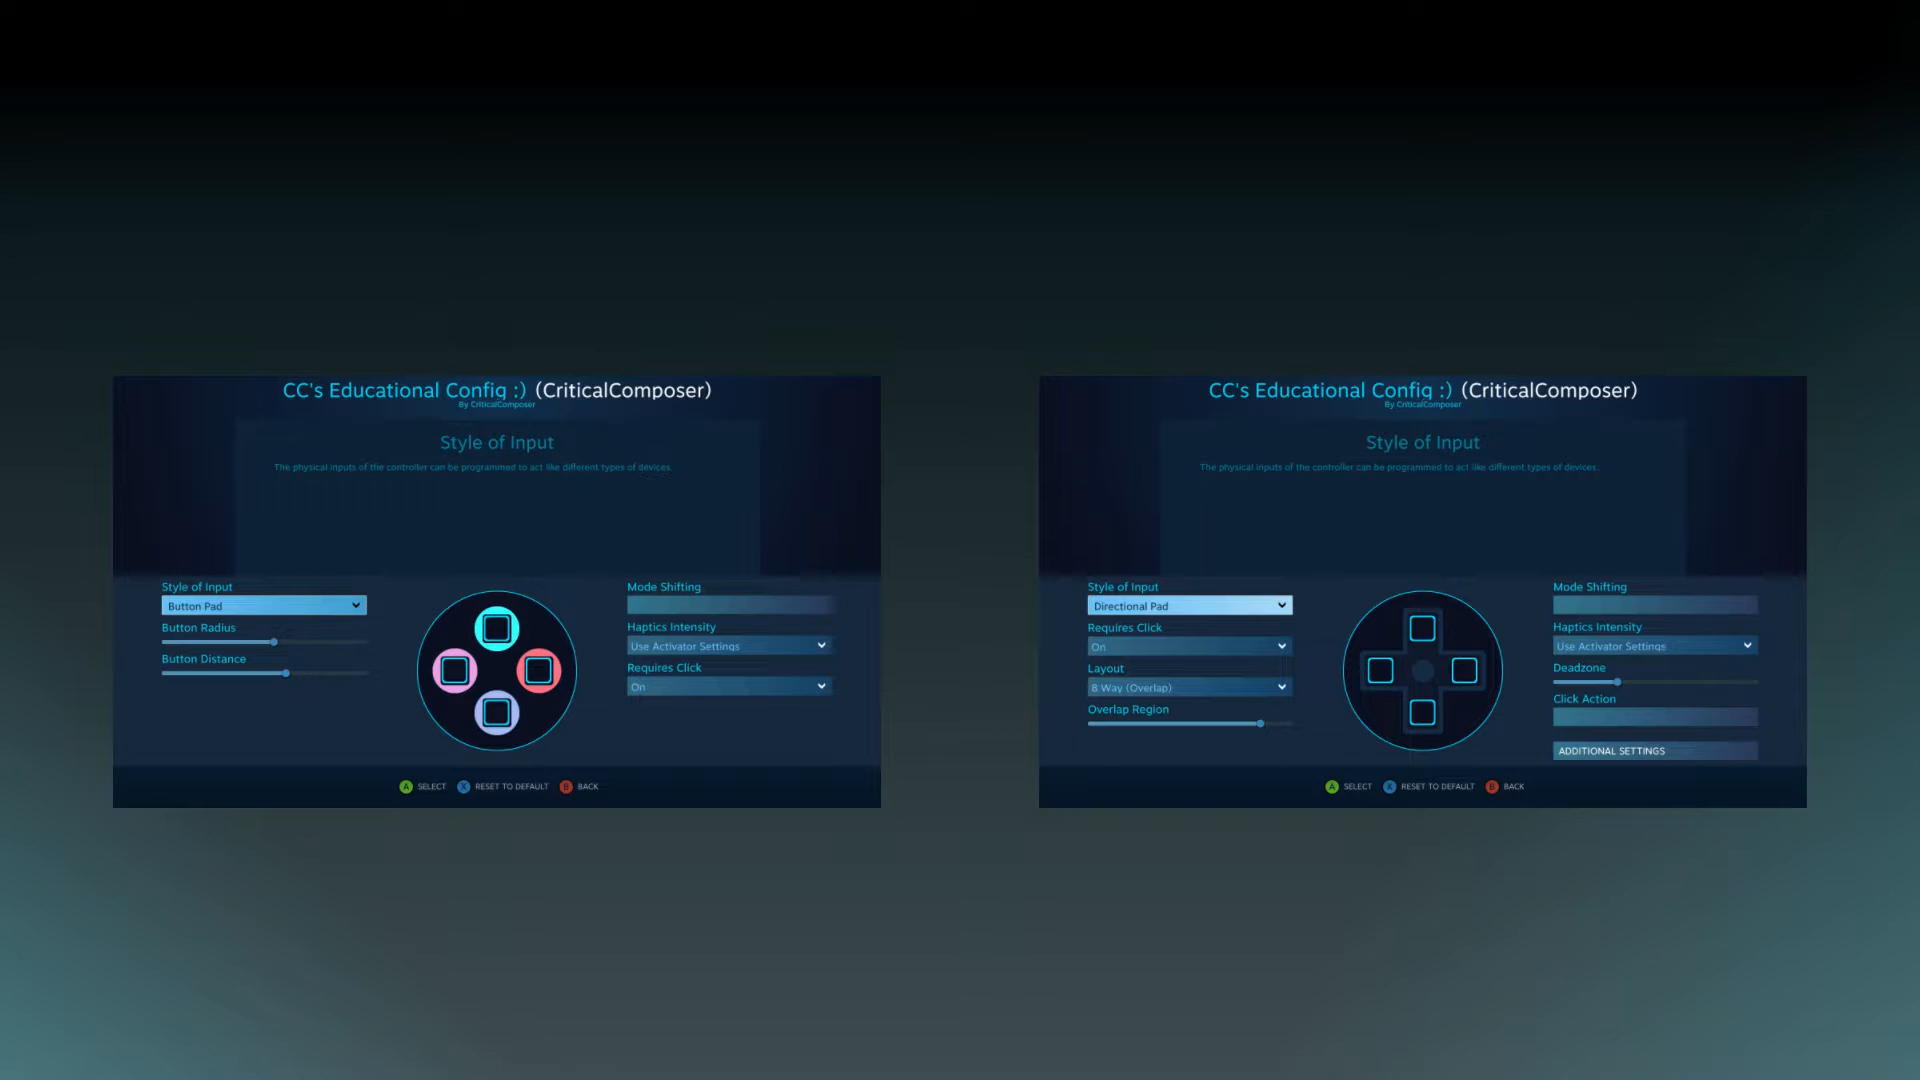 CC's Educational Config :) (CriticalComposer)
By CriticalComposer
Style of Input
The physical inputs of the controller can be programmed to act like different types of devices.
Style of Input
Button Pad
Button Radius
Button Distance
Mode Shifting
Haptics Intensity
Use Activator Settings
Requires Click
On
A SELECT X RESET TO DEFAULT B BACK
CC's Educational Config :) (CriticalComposer)
By CriticalComposer
Style of Input
The physical inputs of the controller can be programmed to act like different types of devices.
Style of Input
Directional Pad
Requires Click
On
Layout
8 Way (Overlap)
Overlap Region
Mode Shifting
Haptics Intensity
Use Activator Settings
Deadzone
Click Action
ADDITIONAL SETTINGS
A SELECT X RESET TO DEFAULT B BACK